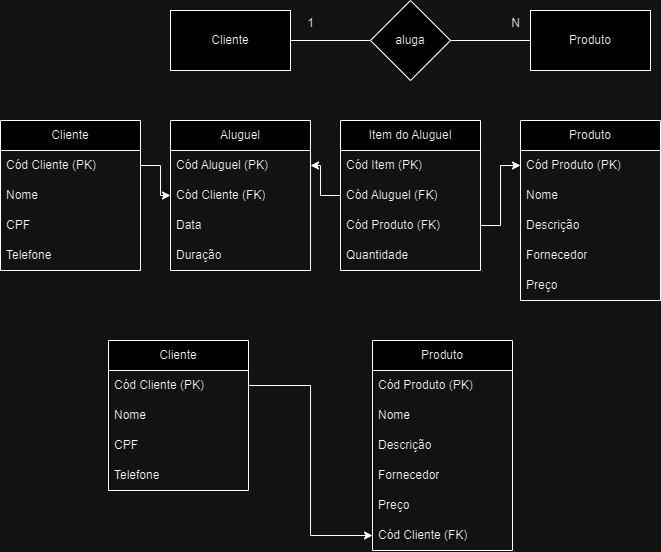 Cliente
1
aluga
N
Produto
Cliente
Cód Cliente (PK)
Nome
CPF
Telefone
Aluguel
Cód Aluguel (PK)
Cód Cliente (FK)
Data
Duração
Item do Aluguel
Cód Item (PK)
Cód Aluguel (FK)
Cód Produto (FK)
Quantidade
Produto
Cód Produto (PK)
Nome
Descrição
Fornecedor
Preço
Cliente
Cód Cliente (PK)
Nome
CPF
Telefone
Produto
Cód Produto (PK)
Nome
Descrição
Fornecedor
Preço
Cód Cliente (FK)